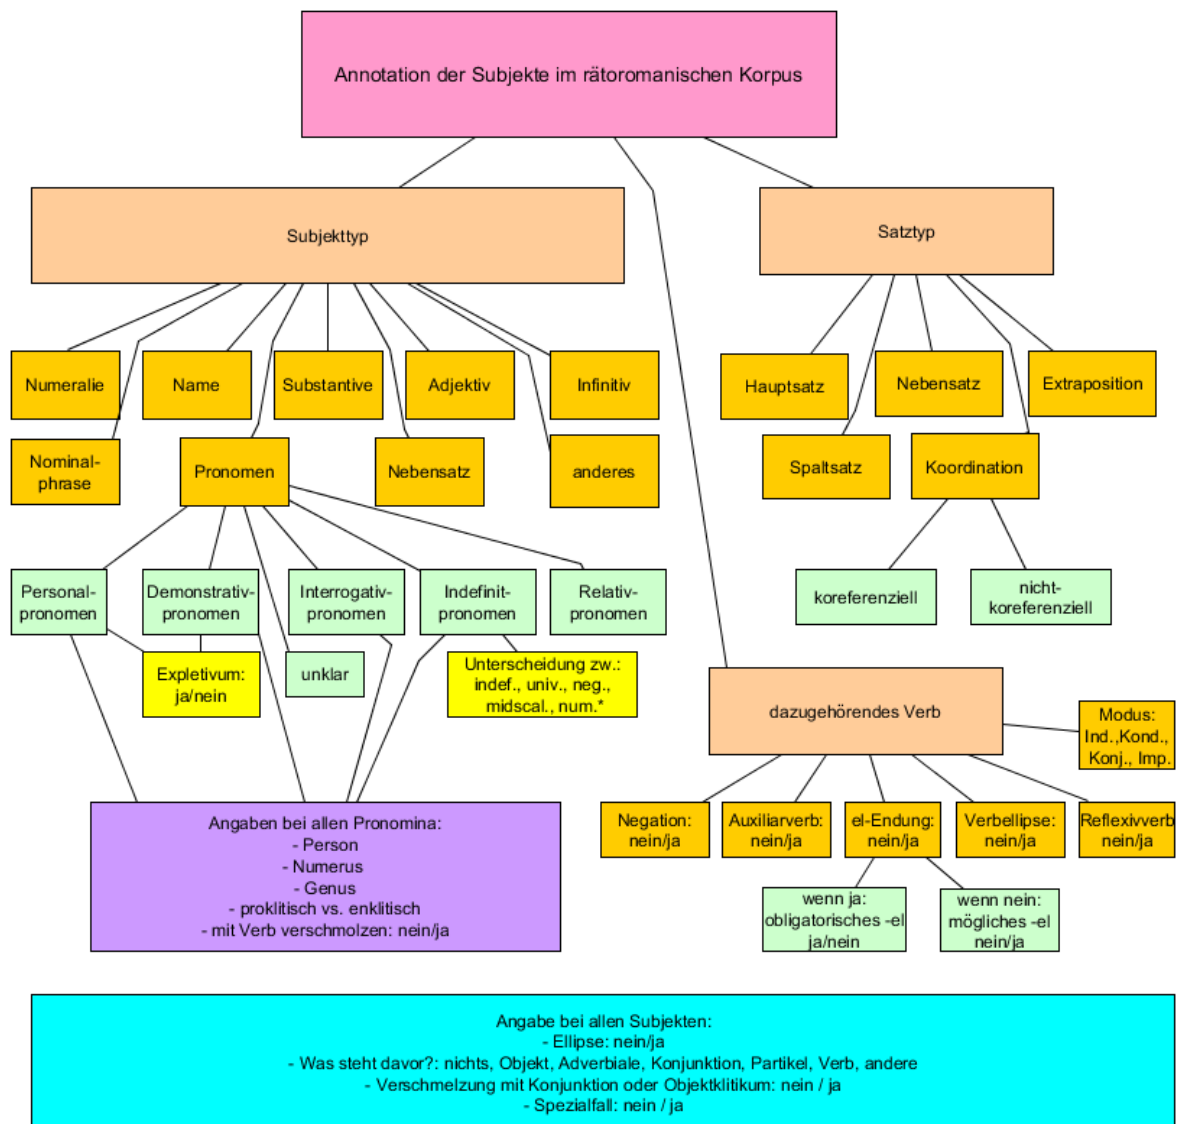 Annotation der Subjekte im rätoromanischen Korpus
Subjekttyp
Satztyp
Numeralie
Name
Substantive
Adjektiv
Infinitiv
Hauptsatz
Nebensatz
Extraposition
Nominal-
phrase
Pronomen
Nebensatz
anderes
Spaltsatz
Koordination
Personal-
pronomen
Demonstrativ-
pronomen
Interrogativ-
pronomen
Indefinit-
pronomen
Relativ-
pronomen
koreferenziell
nicht-
koreferenziell
Expletivum:
ja/nein
unklar
Unterscheidung zw.:
indef., univ., neg.,
midscal., num.*
dazugehörendes Verb
Modus:
Ind.,Kond.,
Konj., Imp.
Negation:
nein/ja
Auxiliarverb:
nein/ja
el-Endung:
nein/ja
Verbellipse:
nein/ja
Reflexivverb
nein/ja
wenn ja:
obligatorisches -el
ja/nein
wenn nein:
mögliches -el
nein/ja
Angaben bei allen Pronomina:
- Person
- Numerus
- Genus
- proklitisch vs. enklitisch
- mit Verb verschmolzen: nein/ja
Angabe bei allen Subjekten:
- Ellipse: nein/ja
- Was steht davor?: nichts, Objekt, Adverbiale, Konjunktion, Partikel, Verb, andere
- Verschmelzung mit Konjunktion oder Objektklitikum: nein / ja
- Spezialfall: nein / ja